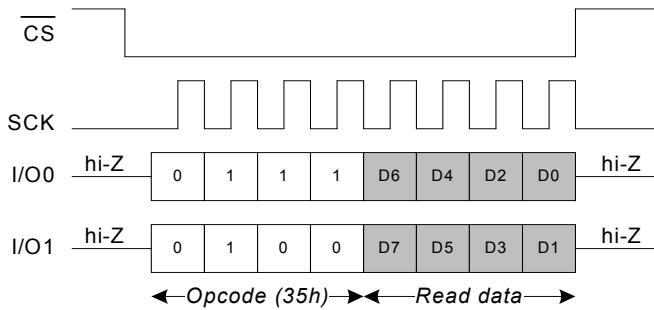 CS
SCK
I/O0 hi-Z 0 1 1 1 D6 D4 D2 D0 hi-Z
I/O1 hi-Z 0 1 0 0 D7 D5 D3 D1 hi-Z
Opcode (35h) Read data